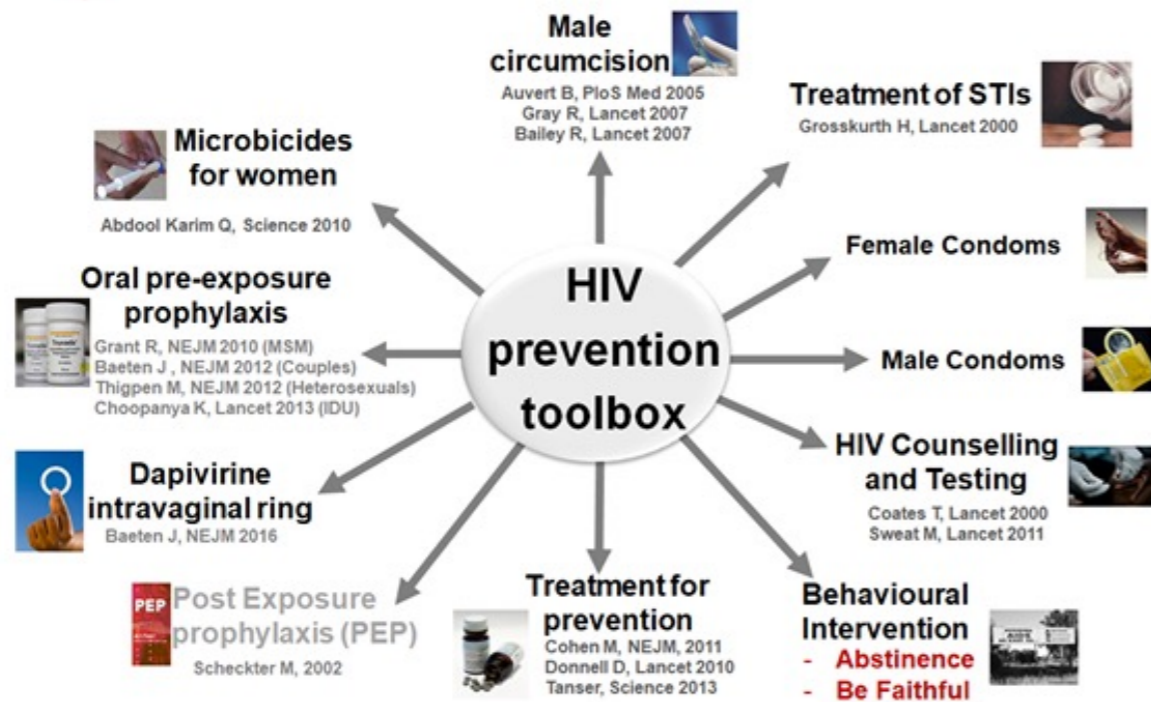 Male
circumcision
Auvert B, PloS Med 2005
Gray R, Lancet 2007
Bailey R, Lancet 2007
Treatment of STIs
Grosskurth H, Lancet 2000
Microbicides
for women
Abdool Karim Q, Science 2010
Female Condoms
Oral pre-exposure
prophylaxis
Grant R, NEJM 2010 (MSM)
Baeten J , NEJM 2012 (Couples)
Thigpen M, NEJM 2012 (Heterosexuals)
Choopanya K, Lancet 2013 (IDU)
HIV
prevention
toolbox
Male Condoms
HIV Counselling
and Testing
Coates T, Lancet 2000
Sweat M, Lancet 2011
Dapivirine
intravaginal ring
Baeten J, NEJM 2016
PEP
Post Exposure
prophylaxis (PEP)
Scheckter M, 2002
Treatment for
prevention
Cohen M, NEJM, 2011
Donnell D, Lancet 2010
Tanser, Science 2013
Behavioural
Intervention
- Abstinence
- Be Faithful